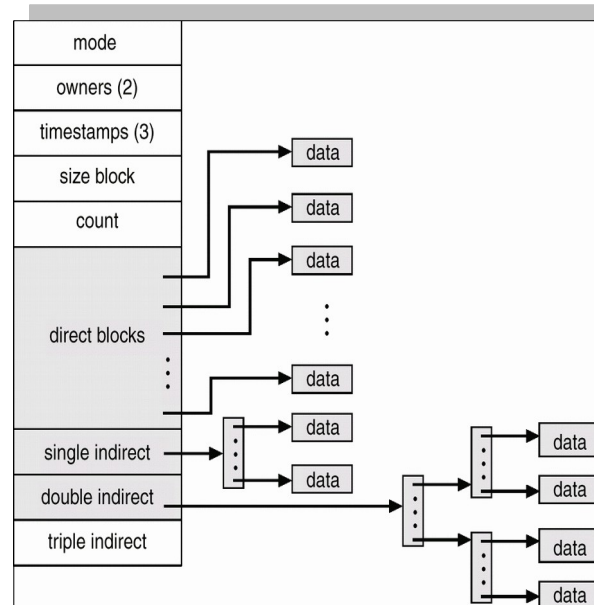 mode
owners (2)
timestamps (3)
size block
count
direct blocks
single indirect
double indirect
triple indirect
data
data
data
data
data
data
data
data
data
data